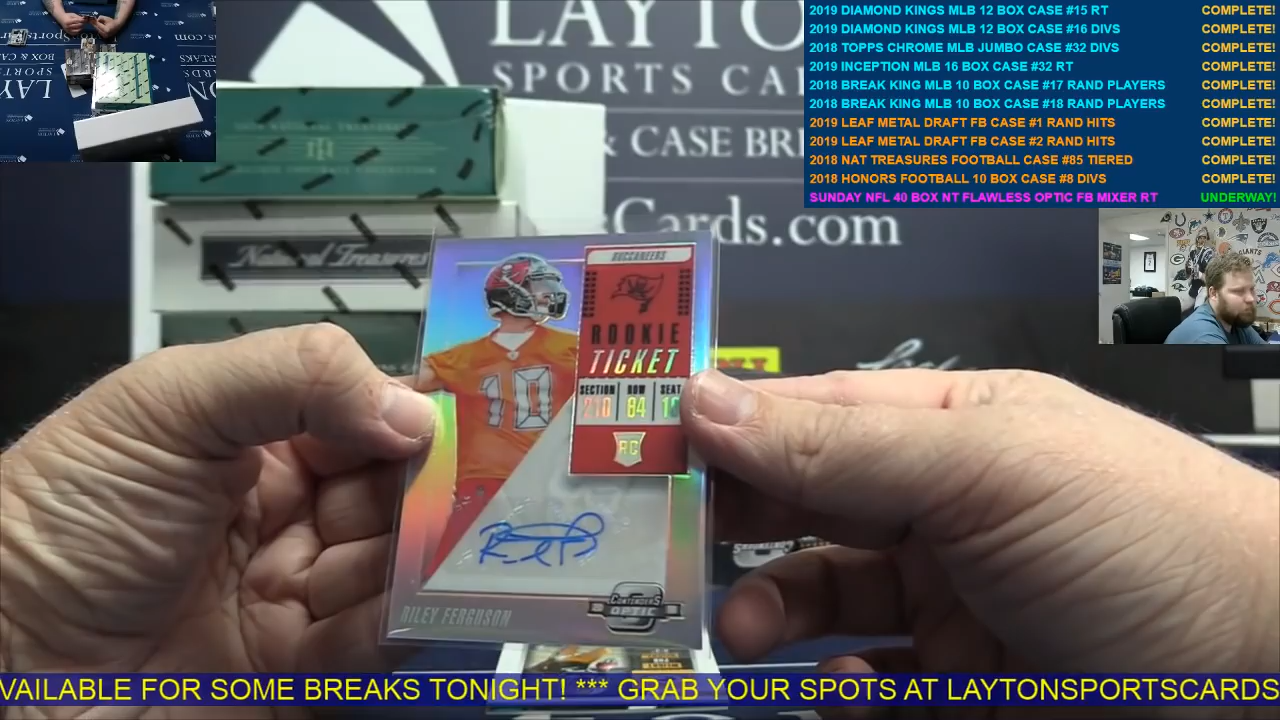 2019 DIAMOND KINGS MLB 12 BOX CASE #15 RT COMPLETE!
2019 DIAMOND KINGS MLB 12 BOX CASE #16 DIVS COMPLETE!
2018 TOPPS CHROME MLB JUMBO CASE #32 DIVS COMPLETE!
2019 INCEPTION MLB 16 BOX CASE #32 RT COMPLETE!
2018 BREAK KING MLB 10 BOX CASE #17 RAND PLAYERS COMPLETE!
2018 BREAK KING MLB 10 BOX CASE #18 RAND PLAYERS COMPLETE!
2019 LEAF METAL DRAFT FB CASE #1 RAND HITS COMPLETE!
2019 LEAF METAL DRAFT FB CASE #2 RAND HITS COMPLETE!
2018 NAT TREASURES FOOTBALL CASE #85 TIERED COMPLETE!
2018 HONORS FOOTBALL 10 BOX CASE #8 DIVS COMPLETE!
SUNDAY NFL 40 BOX NT FLAWLESS OPTIC FB MIXER RT UNDERWAY!
LAYTO
SPORTS CA
& CASE BRE
sCards.com
National Treasures
BUCCANEERS
ROOKIE
TICKET
SECTION ROW SEAT
210 64 1
RC
10
RILEY FERGUSON
CONTENDERS
OPTIC
VAILABLE FOR SOME BREAKS TONIGHT! *** GRAB YOUR SPOTS AT LAYTONSPORTSCARDS